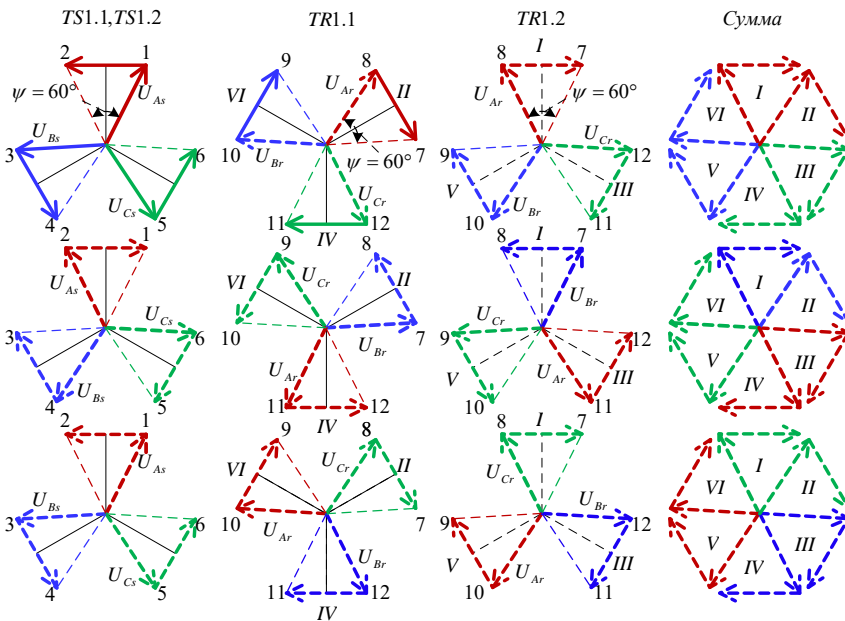 TS1.1,TS1.2 TR1.1 TR1.2 Сумма
2 1 9 8 8 I 7
ψ = 60° U_As VI U_Ar II U_Ar ψ = 60° VI I II
3 U_Bs 6 10 U_Br ψ = 60° 7 9 U_Cr 12 V IV III
4 U_Cs 5 11 U_Cr IV 12 V 10 U_Br 11 III
2 1 9 8 8 I 7
U_As VI U_Cr II U_Br I II
3 U_Cs 6 10 U_Br 7 9 U_Cr 12 VI III
4 U_Bs 5 11 U_Ar IV 12 V 10 U_Ar 11 III V IV
2 1 9 8 8 I 7
U_As VI U_Cr II U_Cr VI I II
3 U_Bs 6 10 U_Ar 7 9 U_Br 12 V III
4 U_Cs 5 11 U_Br IV 12 V 10 U_Ar 11 III IV